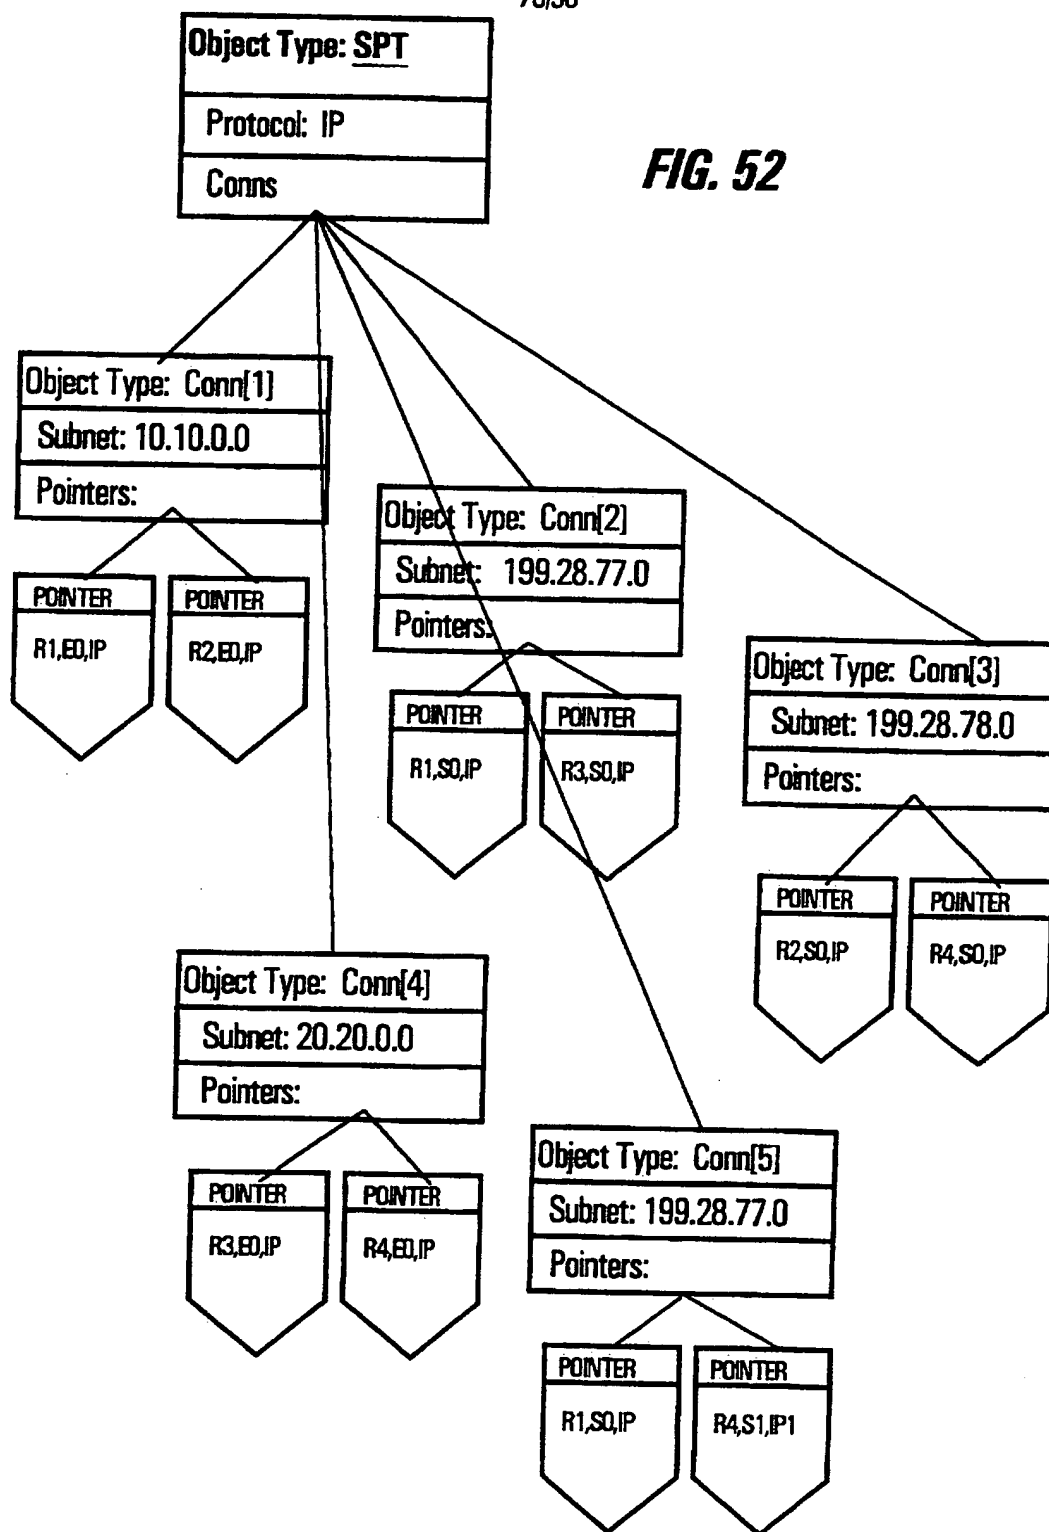 Object Type: SPT
Protocol: IP
Conns
FIG. 52
Object Type: Conn[1]
Subnet: 10.10.0.0
Pointers:
POINTER
R1,E0,IP
POINTER
R2,E0,IP
Object Type: Conn[2]
Subnet: 199.28.77.0
Pointers:
POINTER
R1,S0,IP
POINTER
R3,S0,IP
Object Type: Conn[3]
Subnet: 199.28.78.0
Pointers:
POINTER
R2,S0,IP
POINTER
R4,S0,IP
Object Type: Conn[4]
Subnet: 20.20.0.0
Pointers:
POINTER
R3,E0,IP
POINTER
R4,E0,IP
Object Type: Conn[5]
Subnet: 199.28.77.0
Pointers:
POINTER
R1,S0,IP
POINTER
R4,S1,IP1